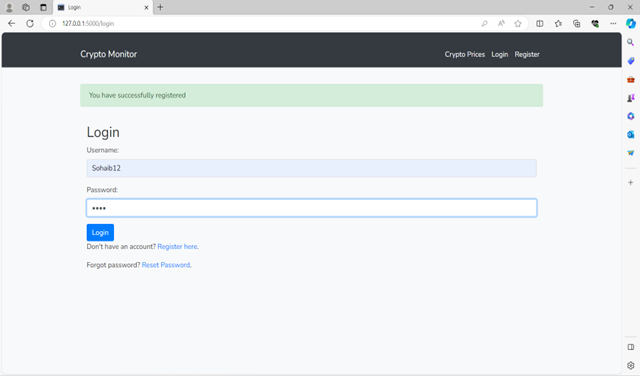 Login
127.0.0.1:5000/login
Crypto Monitor
Crypto Prices Login Register
You have successfully registered
Login
Username:
Sohaib12
Password:
••••
Login
Don't have an account? Register here.
Forgot password? Reset Password.